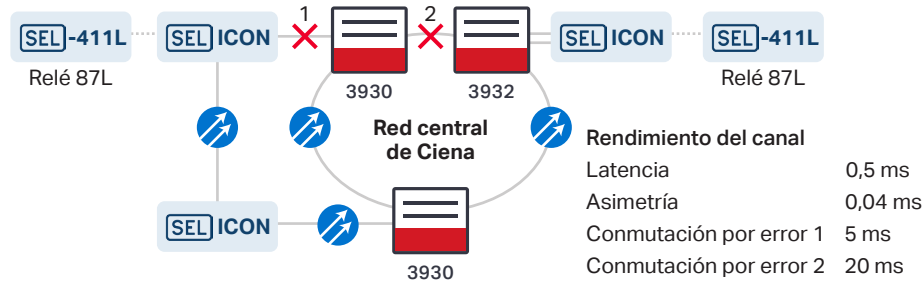 1
2
SEL-411L
SEL ICON
SEL ICON
SEL-411L
Relé 87L
3930
3932
Relé 87L
Red central
de Ciena
Rendimiento del canal
Latencia 0,5 ms
Asimetría 0,04 ms
SEL ICON
Conmutación por error 1 5 ms
Conmutación por error 2 20 ms
3930